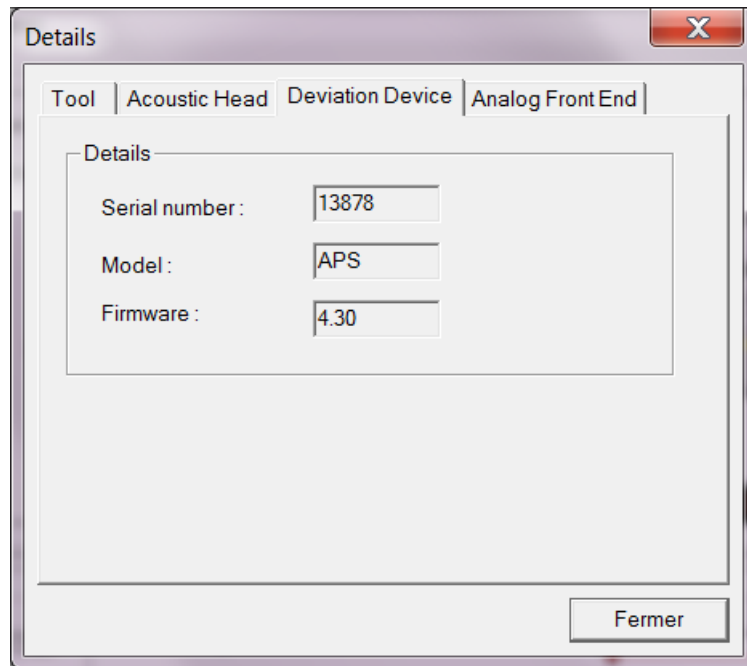 Details
Tool Acoustic Head Deviation Device Analog Front End
Details
Serial number : 13878
Model : APS
Firmware : 4.30
Fermer